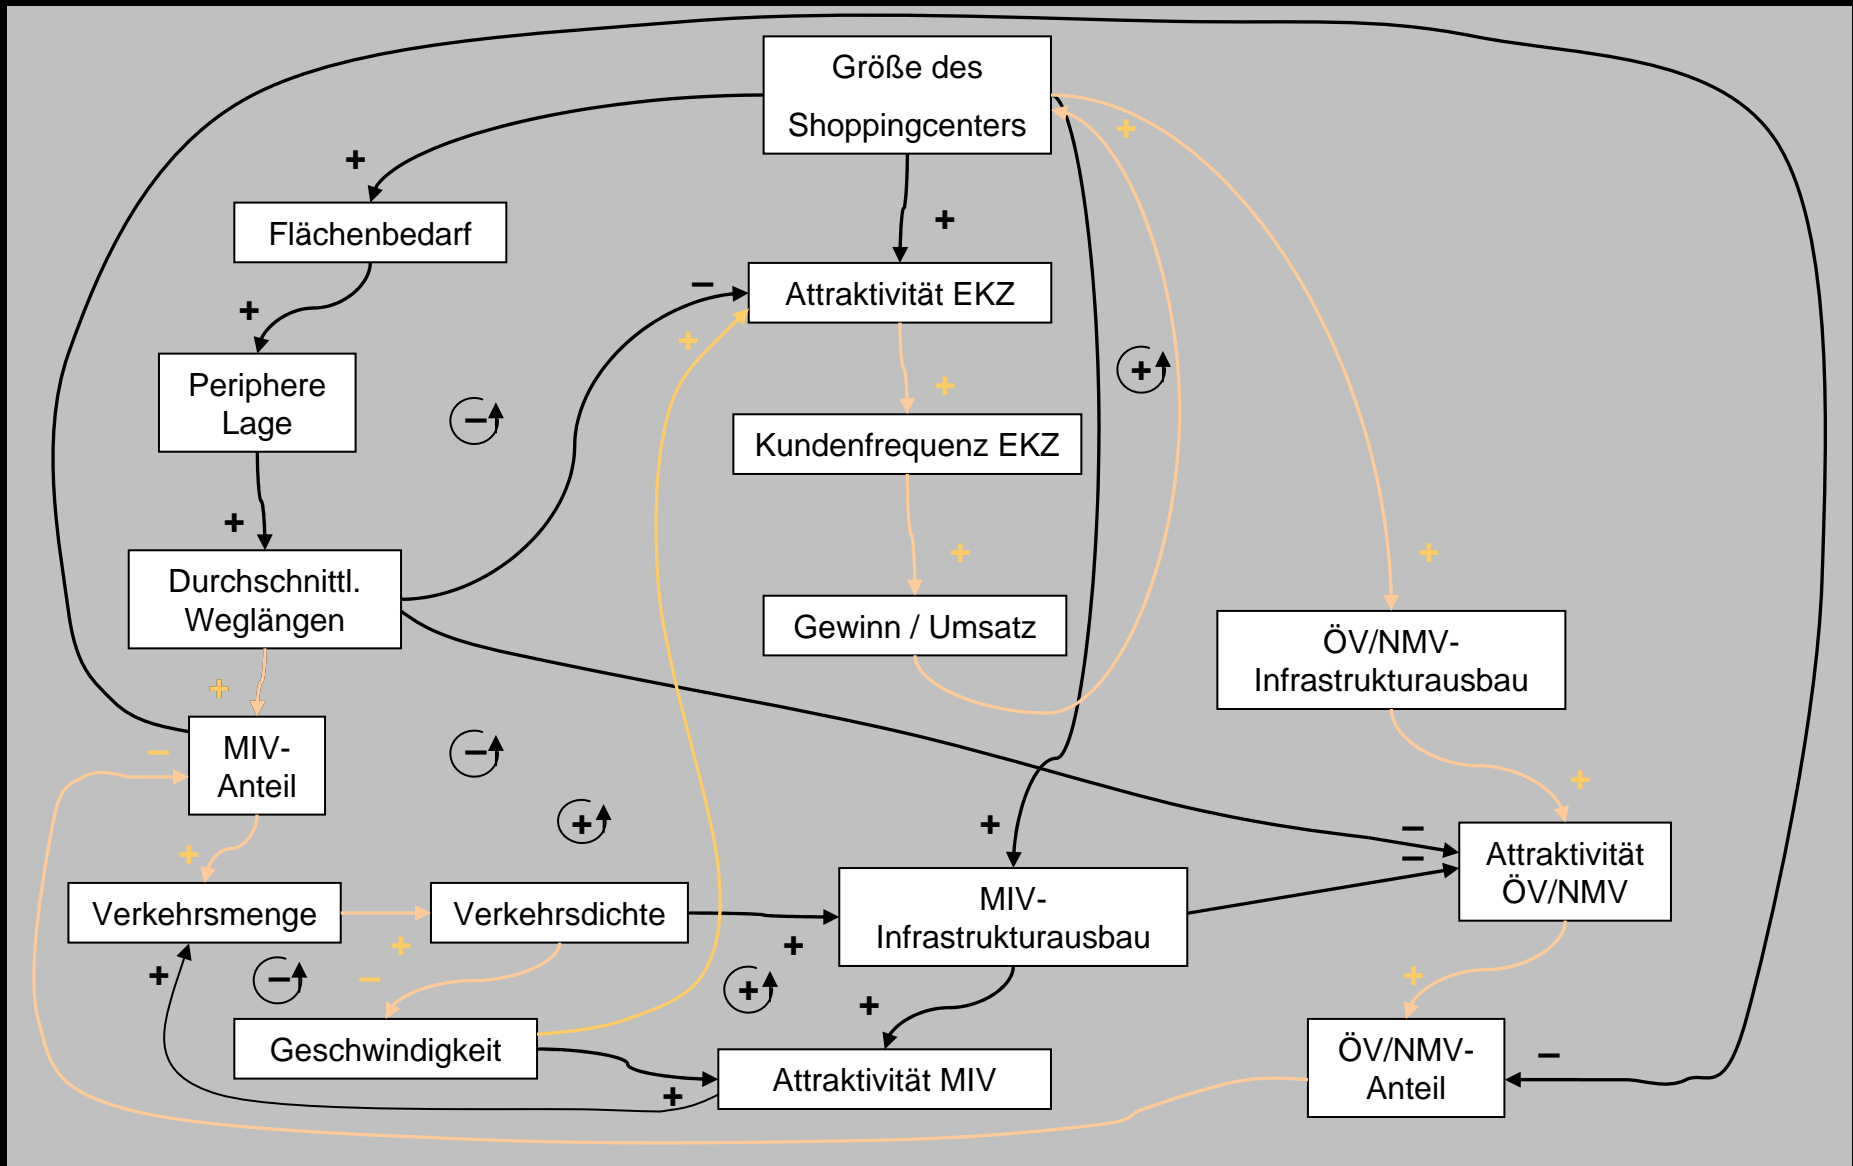 Größe des
Shoppingcenters
+
+
Flächenbedarf
+
–
Attraktivität EKZ
+
+
Periphere
Lage
+
+
–
Kundenfrequenz EKZ
+
+
+
Durchschnittl.
Weglängen
Gewinn / Umsatz
ÖV/NMV-
Infrastrukturausbau
+
–
MIV-
Anteil
–
+
+
+
–
–
Attraktivität
ÖV/NMV
+
Verkehrsmenge
Verkehrsdichte
MIV-
Infrastrukturausbau
+
+
+
–
–
+
+
+
Geschwindigkeit
Attraktivität MIV
+
ÖV/NMV-
Anteil
–